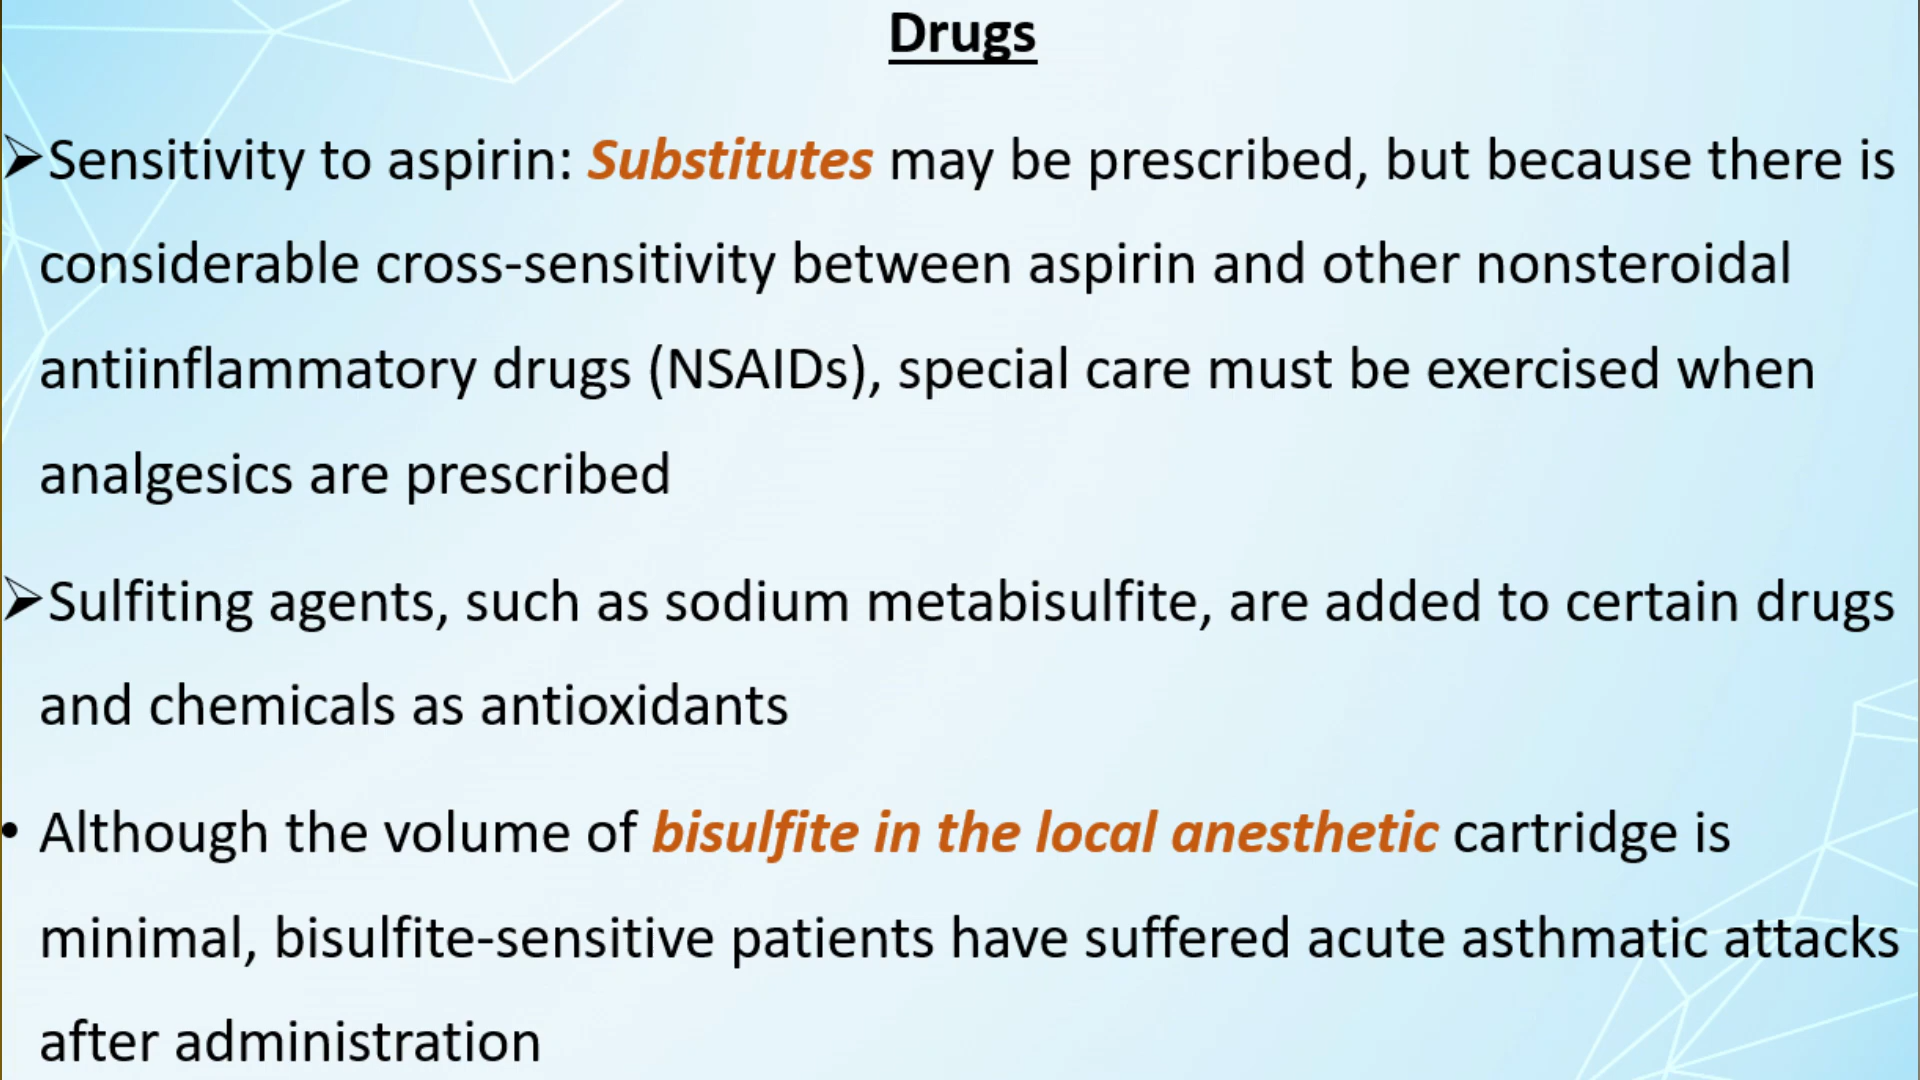 Drugs
➢Sensitivity to aspirin: Substitutes may be prescribed, but because there is
considerable cross-sensitivity between aspirin and other nonsteroidal
antiinflammatory drugs (NSAIDs), special care must be exercised when
analgesics are prescribed
➢Sulfiting agents, such as sodium metabisulfite, are added to certain drugs
and chemicals as antioxidants
• Although the volume of bisulfite in the local anesthetic cartridge is
minimal, bisulfite-sensitive patients have suffered acute asthmatic attacks
after administration